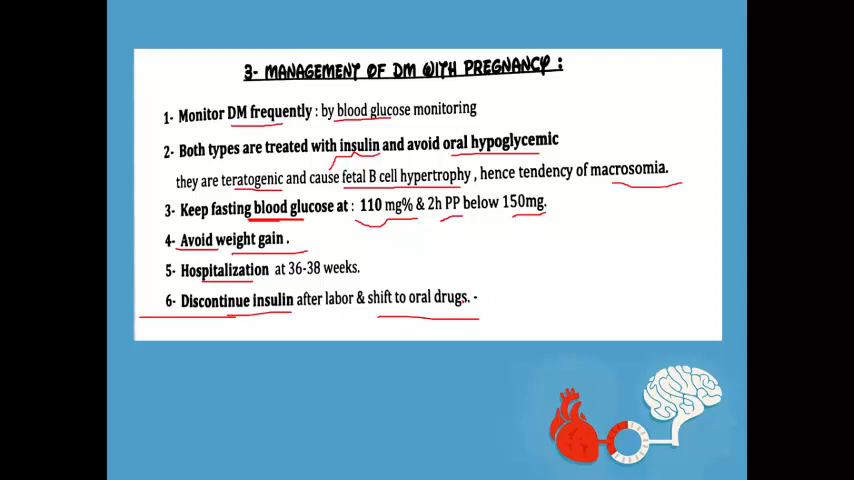 3- MANAGEMENT OF DM WITH PREGNANCY :
1- Monitor DM frequently : by blood glucose monitoring
2- Both types are treated with insulin and avoid oral hypoglycemic
they are teratogenic and cause fetal B cell hypertrophy , hence tendency of macrosomia.
3- Keep fasting blood glucose at : 110 mg% & 2h PP below 150mg.
4- Avoid weight gain .
5- Hospitalization at 36-38 weeks.
6- Discontinue insulin after labor & shift to oral drugs. -